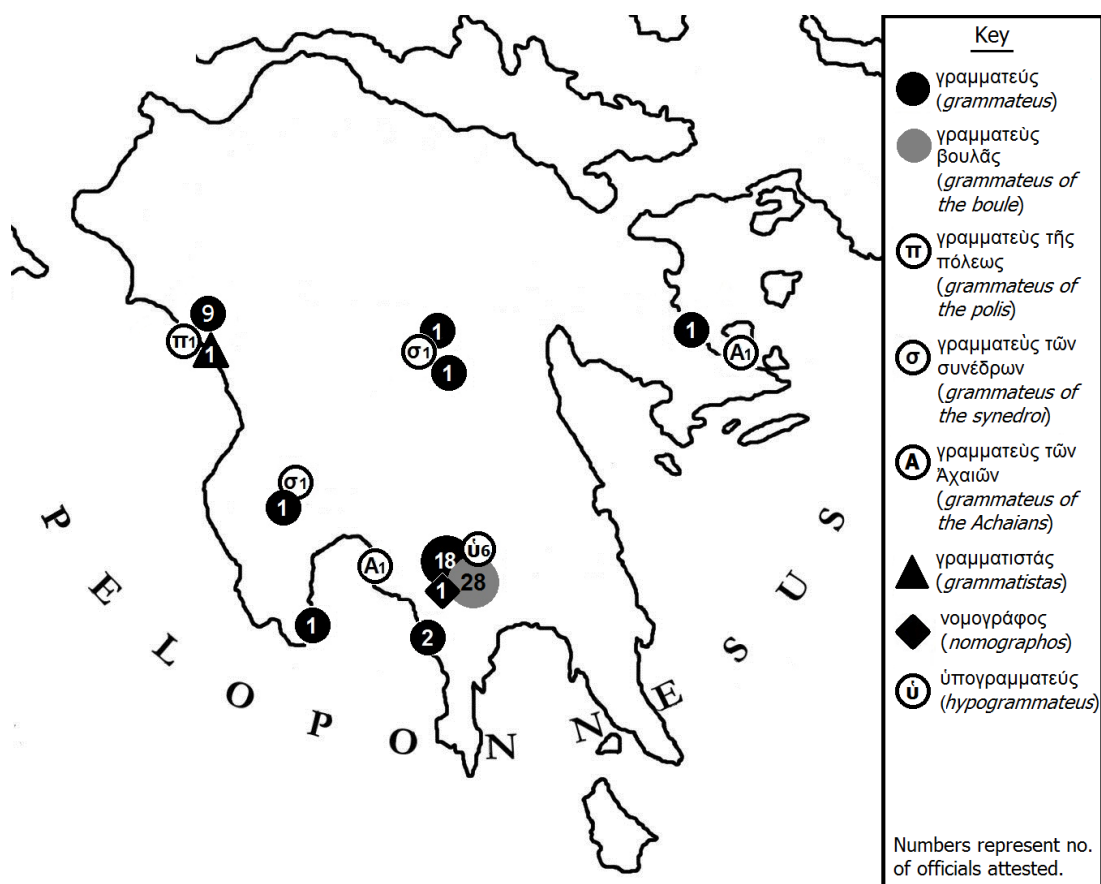 9
π1
1
1
σ1
1
1
A1
σ1
1
A1
18
ὑ6
28
1
1
2
P E L O P O N N E S S U S
Key
γραμματεύς
(grammateus)
γραμματεὺς
βουλᾶς
(grammateus of
the boule)
π
γραμματεὺς τῆς
πόλεως
(grammateus of
the polis)
σ
γραμματεὺς τῶν
συνέδρων
(grammateus of
the synedroi)
A
γραμματεὺς τῶν
Ἀχαιῶν
(grammateus of
the Achaians)
γραμματιστάς
(grammatistas)
νομογράφος
(nomographos)
ὑ
ὑπογραμματεύς
(hypogrammateus)
Numbers represent no.
of officials attested.